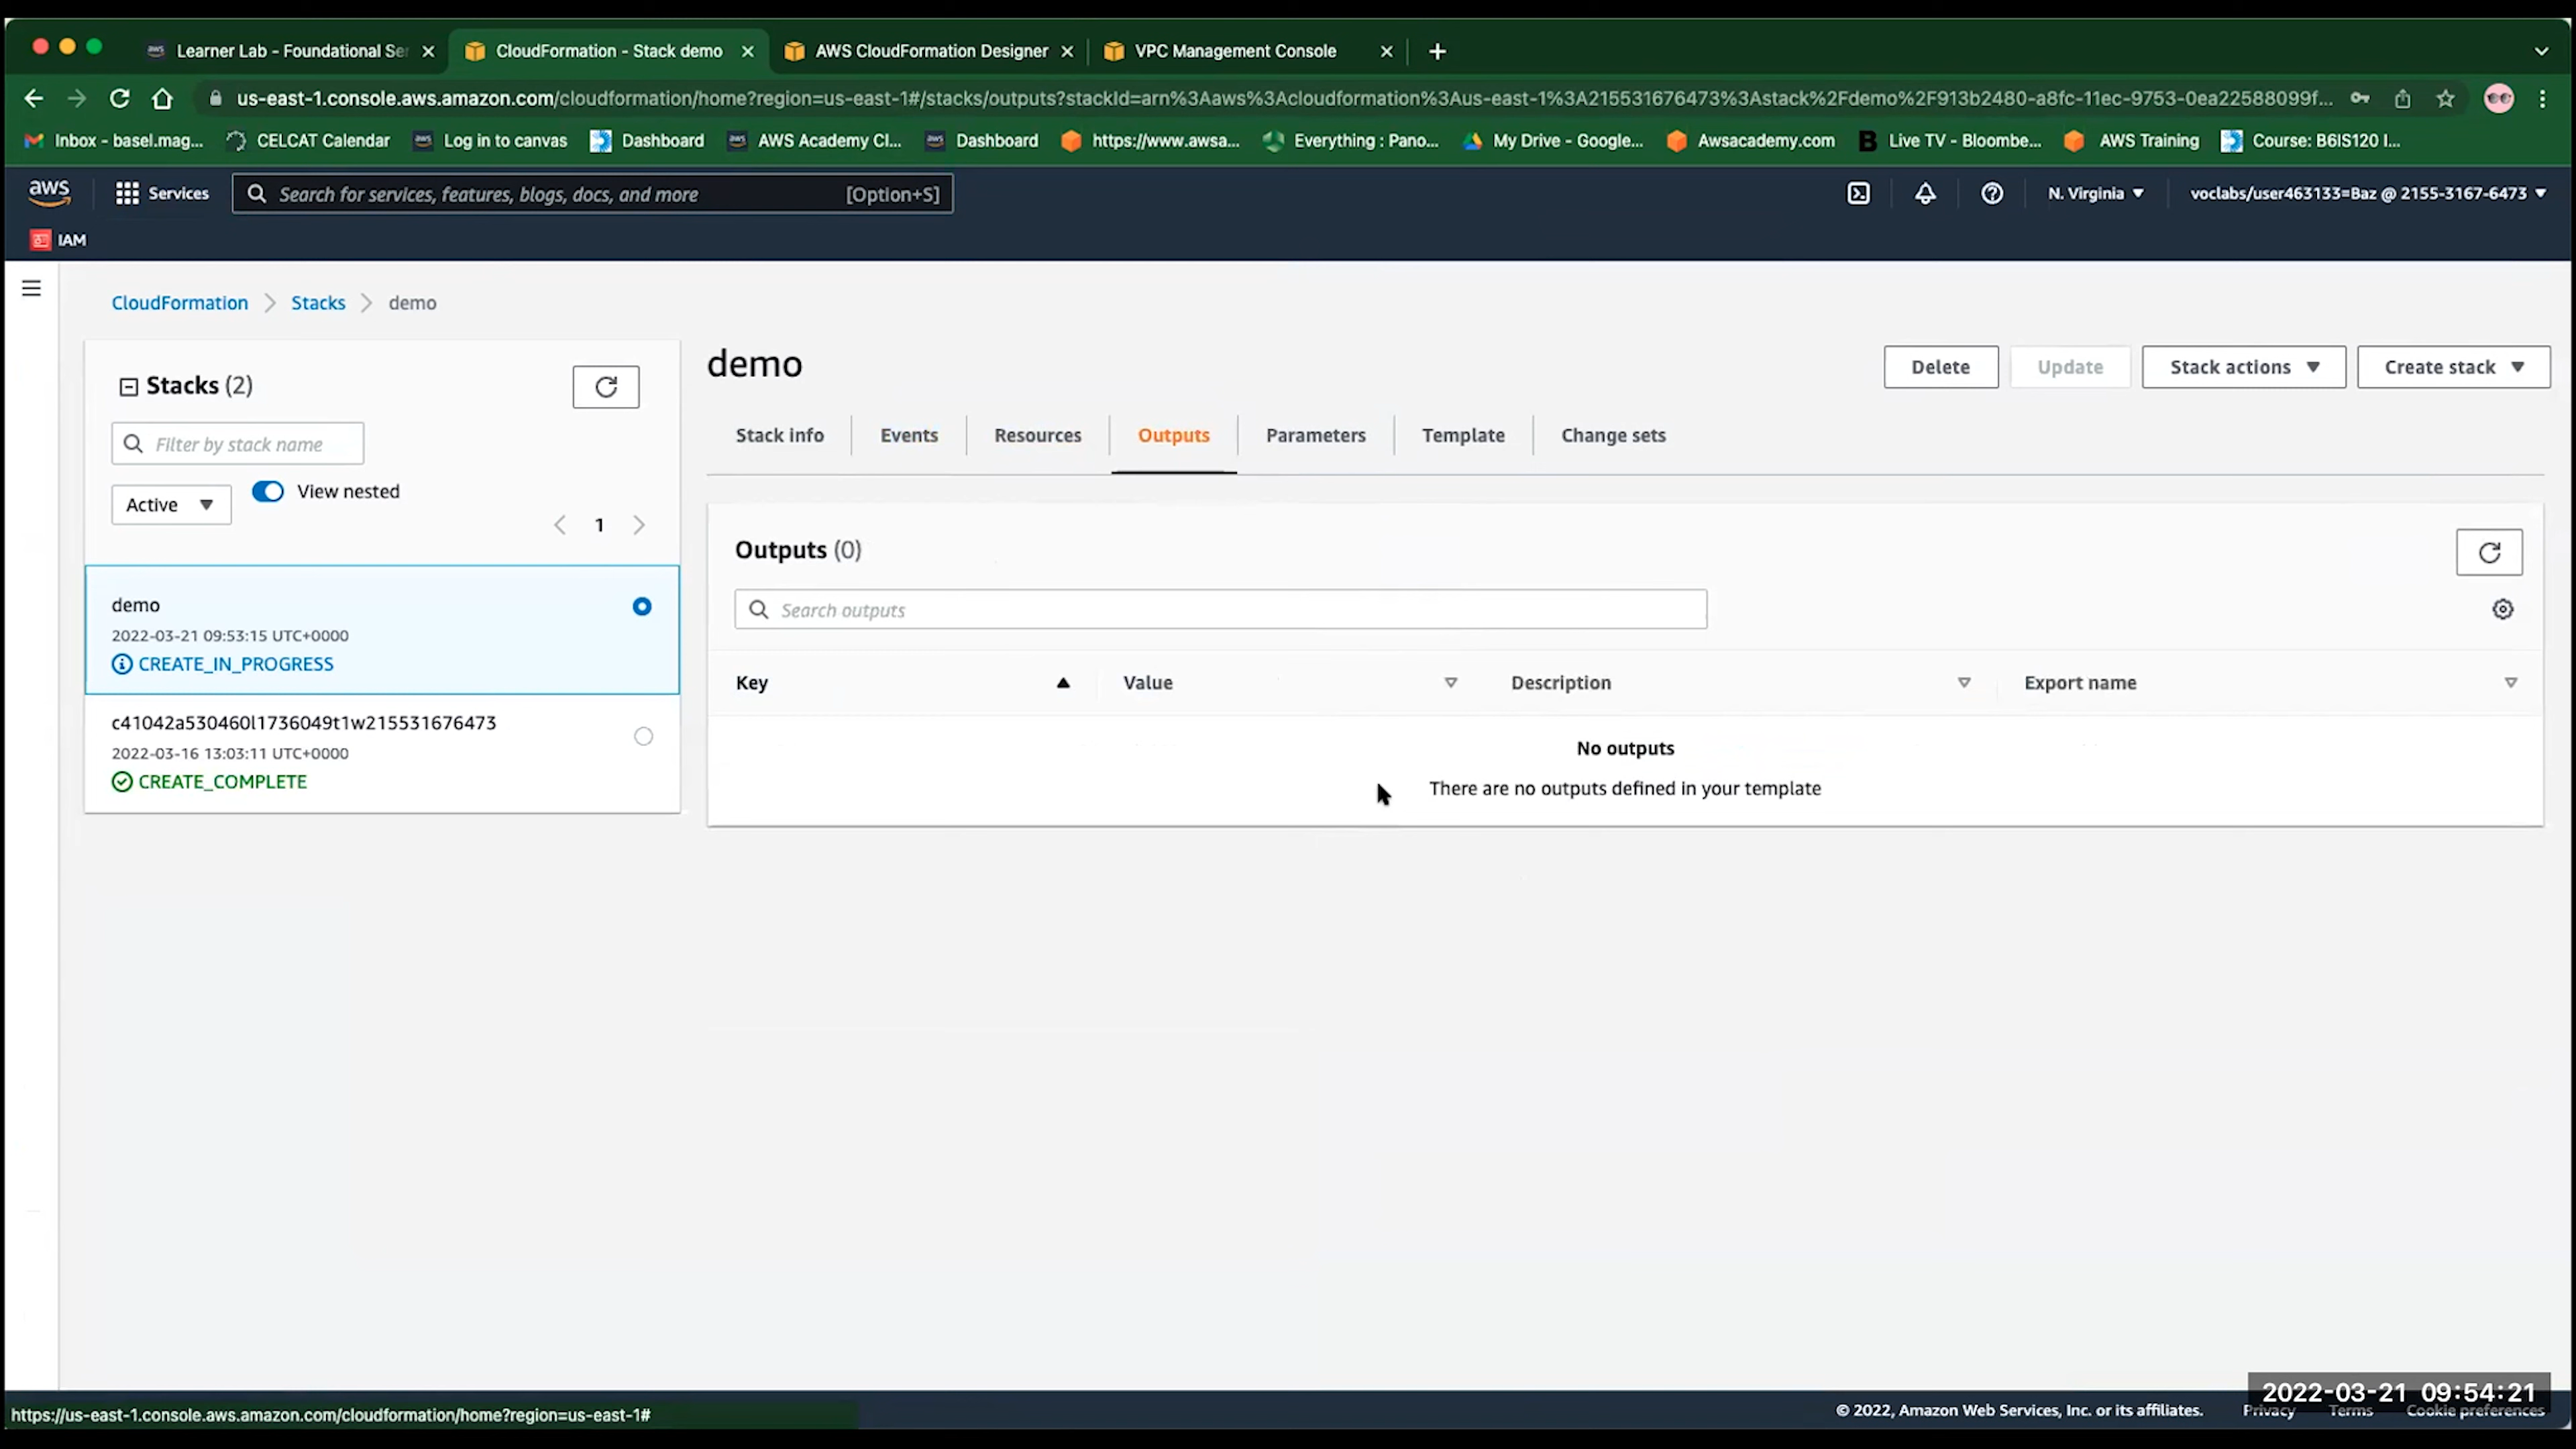 Learner Lab - Foundational Ser
CloudFormation - Stack demo
AWS CloudFormation Designer
VPC Management Console
us-east-1.console.aws.amazon.com/cloudformation/home?region=us-east-1#/stacks/outputs?stackId=arn%3Aaws%3Acloudformation%3Aus-east-1%3A215531676473%3Astack%2Fdemo%2F913b2480-a8fc-11ec-9753-0ea22588099f...
Inbox - basel.mag...
CELCAT Calendar
aws
Log in to canvas
Dashboard
aws
AWS Academy Cl...
aws
Dashboard
https://www.awsa...
Everything : Pano...
My Drive - Google...
Awsacademy.com
B
Live TV - Bloombe...
AWS Training
Course: B6IS120 I...
aws
Services
Search for services, features, blogs, docs, and more
[Option+S]
N. Virginia
voclabs/user463133=Baz @ 2155-3167-6473
IAM
CloudFormation
Stacks
demo
Stacks (2)
Filter by stack name
Active
View nested
1
demo
2022-03-21 09:53:15 UTC+0000
CREATE_IN_PROGRESS
c41042a530460l1736049t1w215531676473
2022-03-16 13:03:11 UTC+0000
CREATE_COMPLETE
demo
Delete
Update
Stack actions
Create stack
Stack info
Events
Resources
Outputs
Parameters
Template
Change sets
Outputs (0)
Search outputs
Key
Value
Description
Export name
No outputs
There are no outputs defined in your template
2022-03-21 09:54:21
https://us-east-1.console.aws.amazon.com/cloudformation/home?region=us-east-1#
© 2022, Amazon Web Services, Inc. or its affiliates.
Privacy
Terms
Cookie preferences